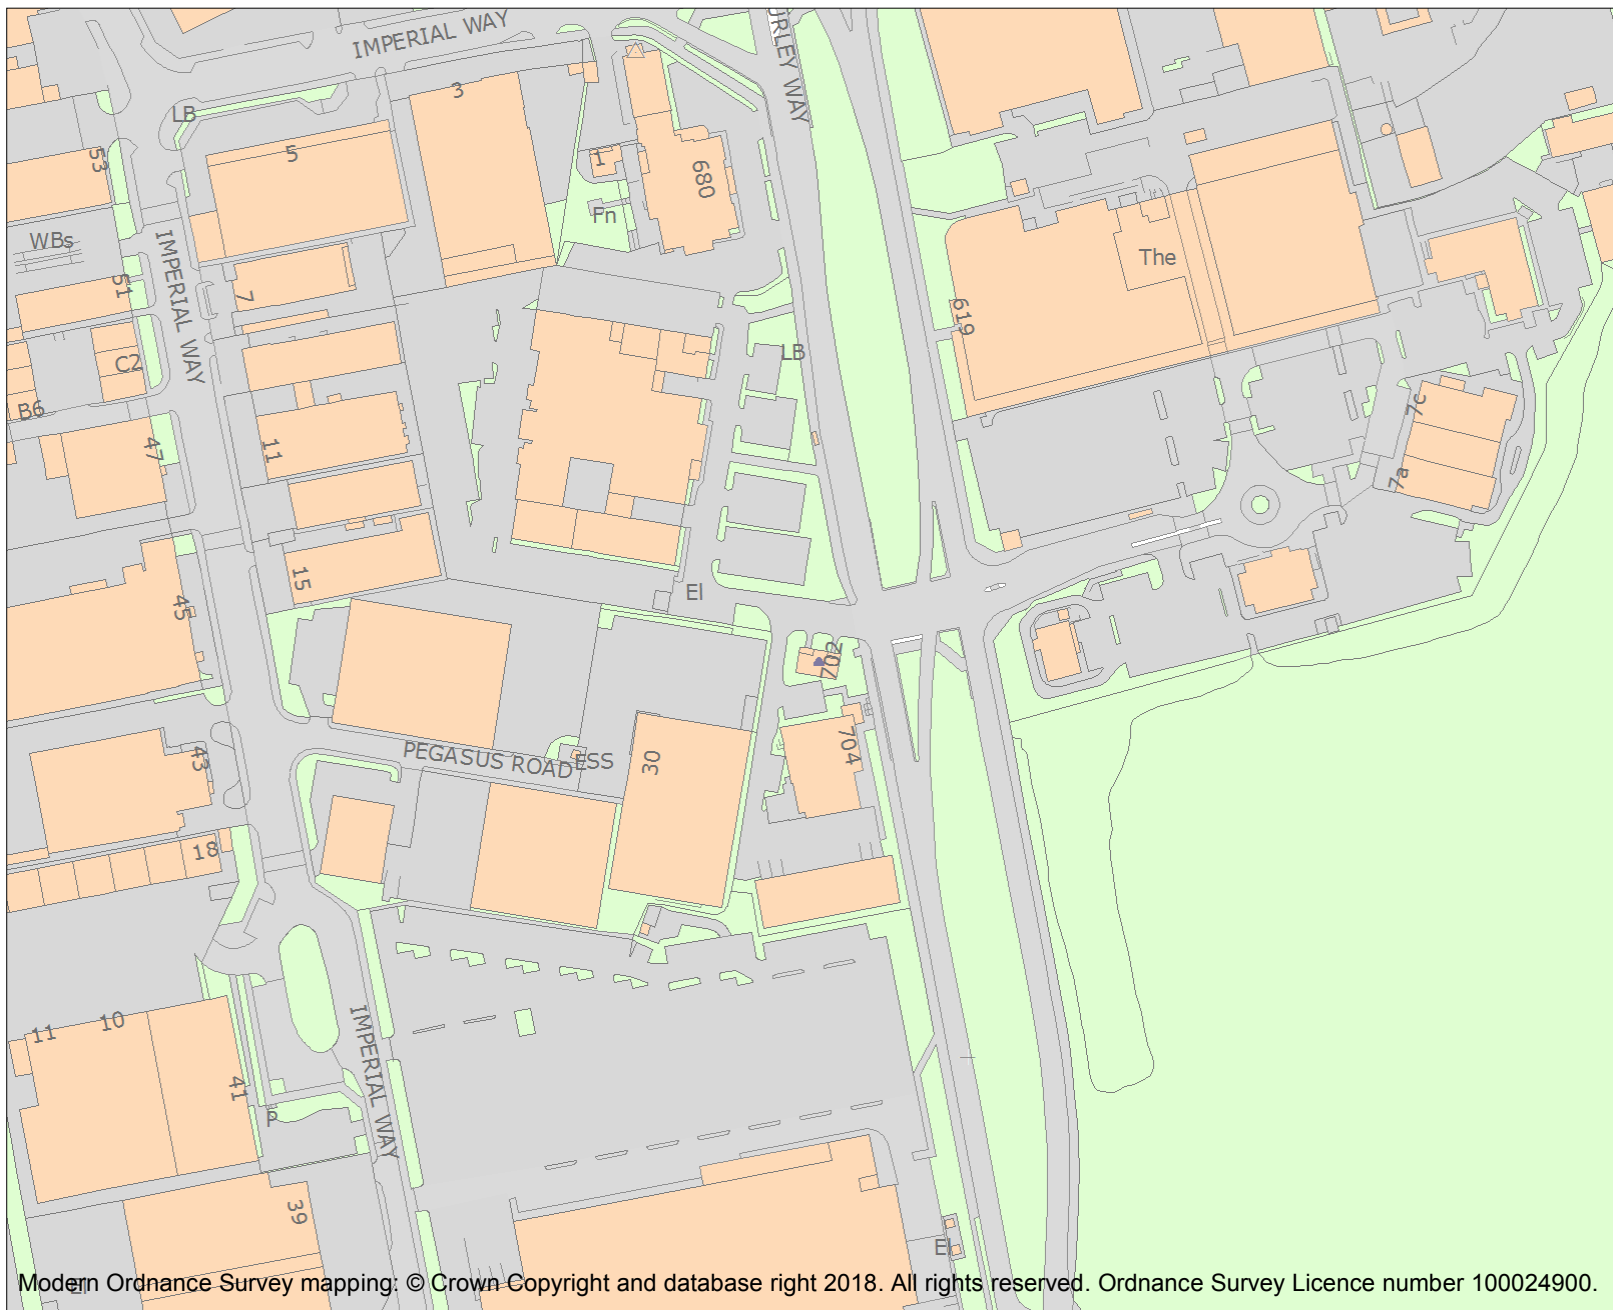 IMPERIAL WAY
URLEY WAY
3
LB
5
53
1
680
Fn
WBs
IMPERIAL WAY
The
51
7
619
LB
C2
B6
7c
47
11
7a
15
El
45
702
704
43
PEGASUS ROAD
ESS
30
18
11
10
IMPERIAL WAY
41
P
39
El
El
Modern Ordnance Survey mapping: © Crown Copyright and database right 2018. All rights reserved. Ordnance Survey Licence number 100024900.